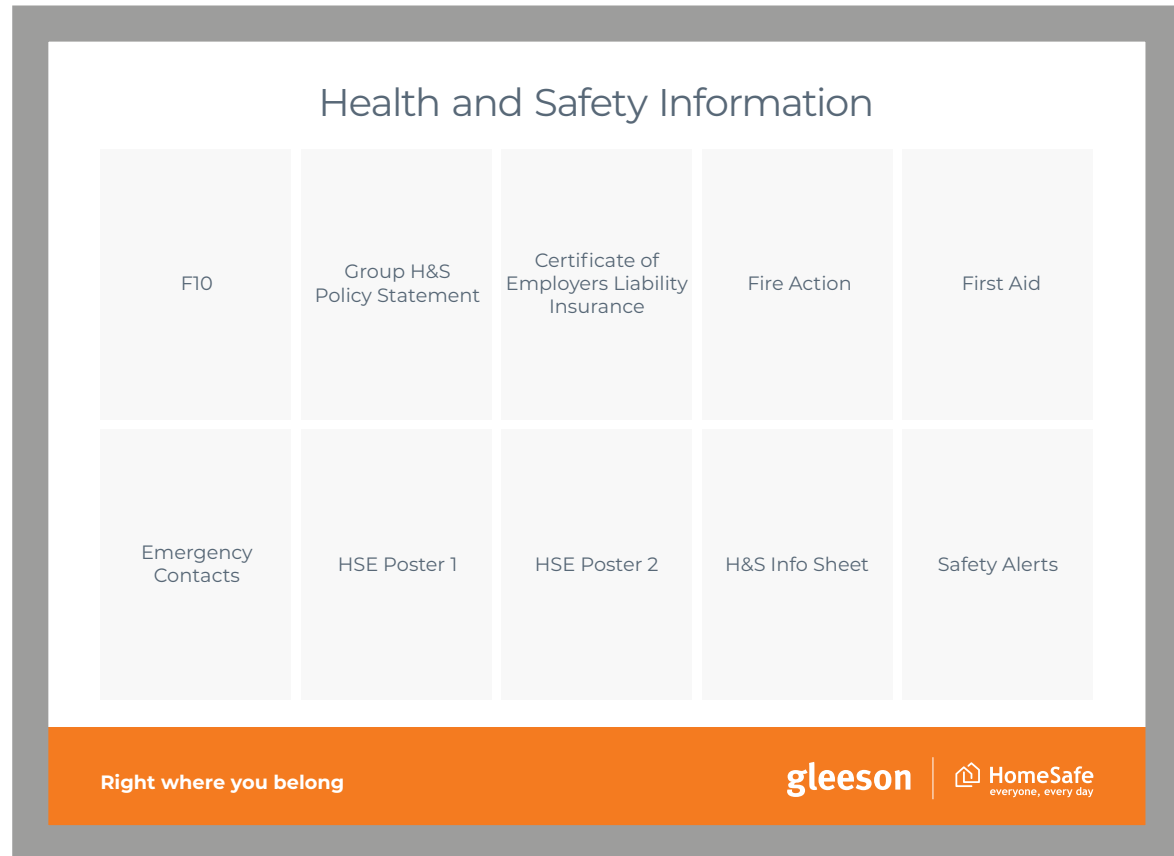 Health and Safety Information
F10
Group H&S
Policy Statement
Certificate of
Employers Liability
Insurance
Fire Action
First Aid
Emergency
Contacts
HSE Poster 1
HSE Poster 2
H&S Info Sheet
Safety Alerts
Right where you belong
gleeson
HomeSafe
everyone, every day